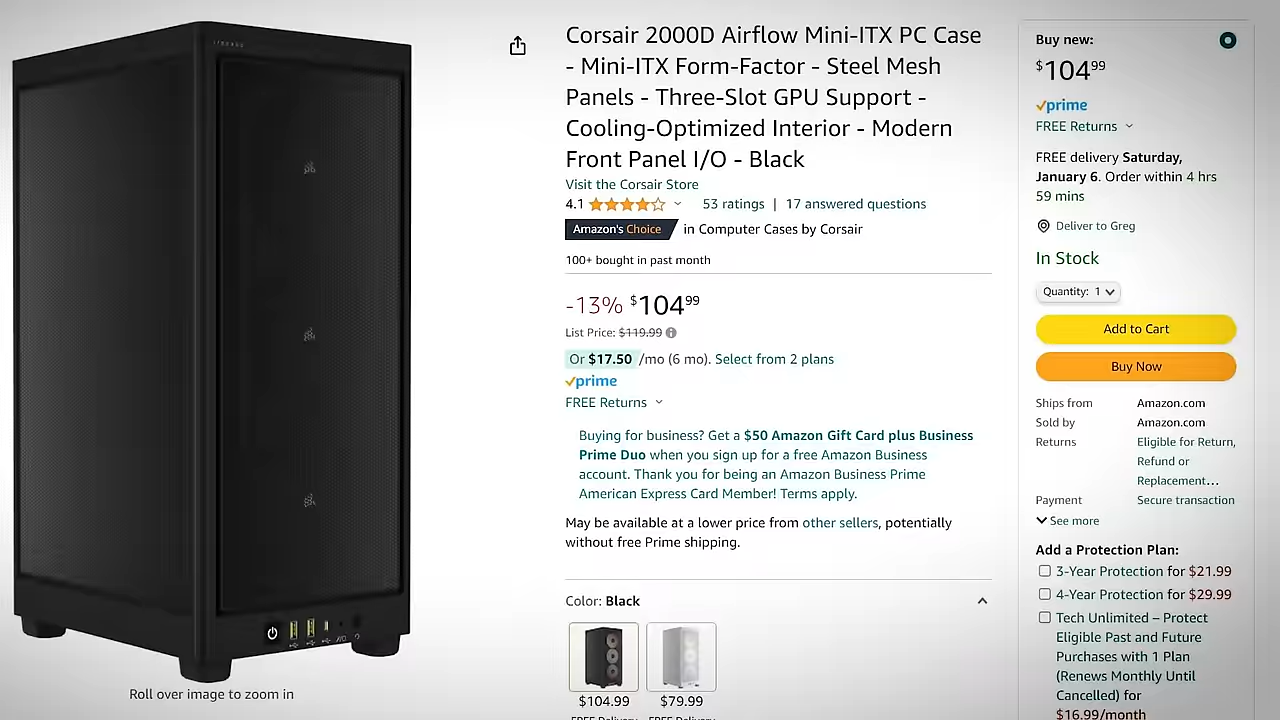 Corsair 2000D Airflow Mini-ITX PC Case
- Mini-ITX Form-Factor - Steel Mesh
Panels - Three-Slot GPU Support -
Cooling-Optimized Interior - Modern
Front Panel I/O - Black
Visit the Corsair Store
4.1
53 ratings | 17 answered questions
Amazon's Choice in Computer Cases by Corsair
100+ bought in past month
-13% $104 99
List Price: $119.99
Or $17.50 /mo (6 mo). Select from 2 plans
prime
FREE Returns
Buying for business? Get a $50 Amazon Gift Card plus Business
Prime Duo when you sign up for a free Amazon Business
account. Thank you for being an Amazon Business Prime
American Express Card Member! Terms apply.
May be available at a lower price from other sellers, potentially
without free Prime shipping.
Color: Black
$104.99 $79.99
FREE Delivery FREE Delivery
Roll over image to zoom in
Buy new:
$104 99
prime
FREE Returns
FREE delivery Saturday,
January 6. Order within 4 hrs
59 mins
Deliver to Greg
In Stock
Quantity: 1
Add to Cart
Buy Now
Ships from Amazon.com
Sold by Amazon.com
Returns Eligible for Return,
Refund or
Replacement…
Payment Secure transaction
See more
Add a Protection Plan:
3-Year Protection for $21.99
4-Year Protection for $29.99
Tech Unlimited – Protect
Eligible Past and Future
Purchases with 1 Plan
(Renews Monthly Until
Cancelled) for
$16.99/month